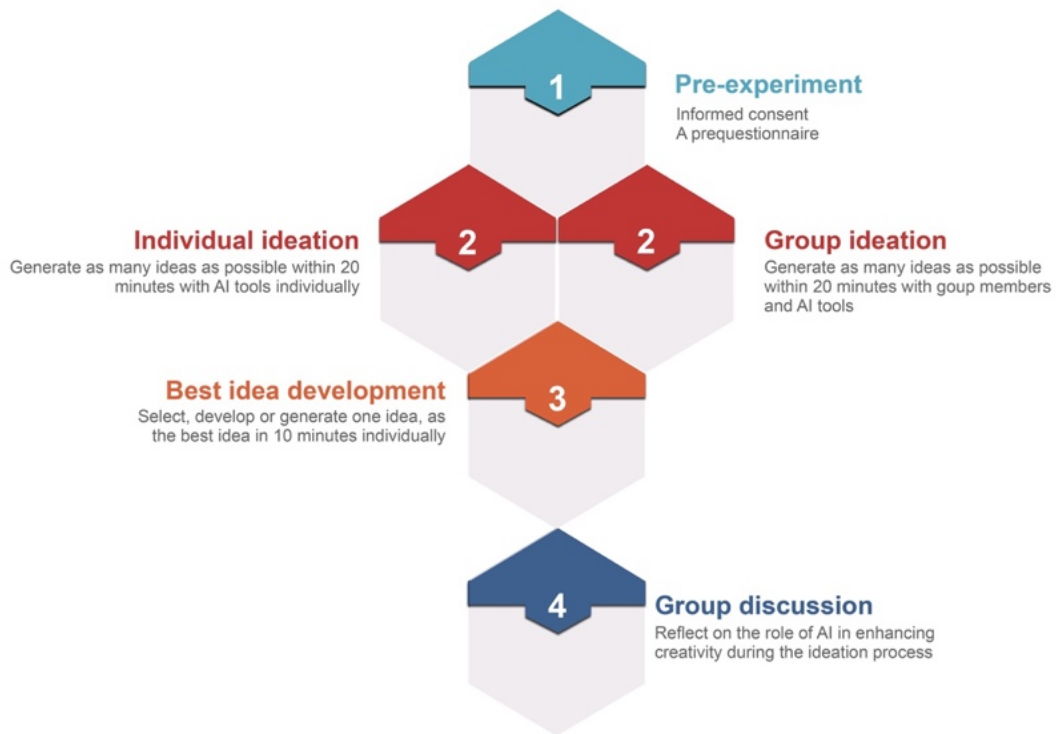 1
Pre-experiment
Informed consent
A prequestionnaire
Individual ideation
Generate as many ideas as possible within 20
minutes with AI tools individually
2
2
Group ideation
Generate as many ideas as possible
within 20 minutes with goup members
and AI tools
Best idea development
Select, develop or generate one idea, as
the best idea in 10 minutes individually
3
4
Group discussion
Reflect on the role of AI in enhancing
creativity during the ideation process